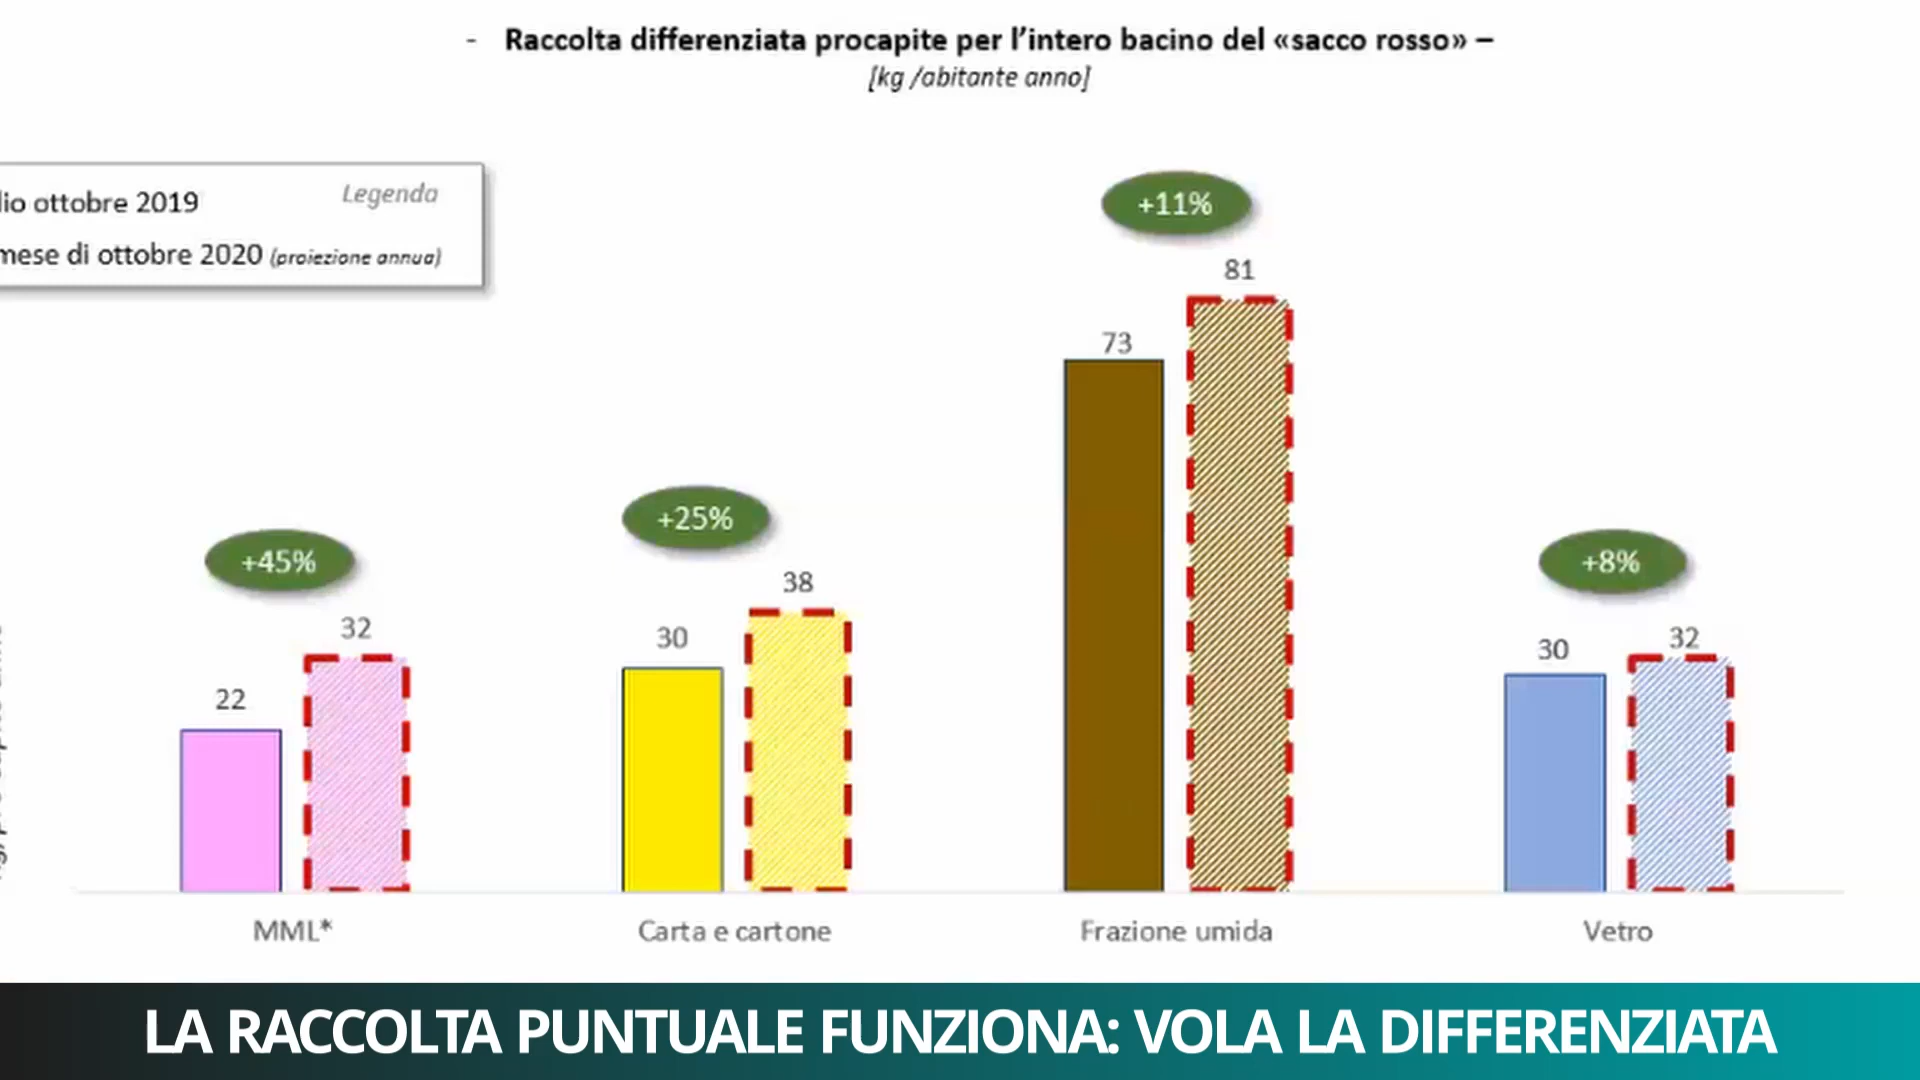 - Raccolta differenziata procapite per l’intero bacino del «sacco rosso» –
[kg /abitante anno]
Legenda
ottobre 2019
mese di ottobre 2020 (proiezione annua)
+11%
81
73
+25%
38
30
+45%
32
22
+8%
32
30
MML*
Carta e cartone
Frazione umida
Vetro
LA RACCOLTA PUNTUALE FUNZIONA: VOLA LA DIFFERENZIATA